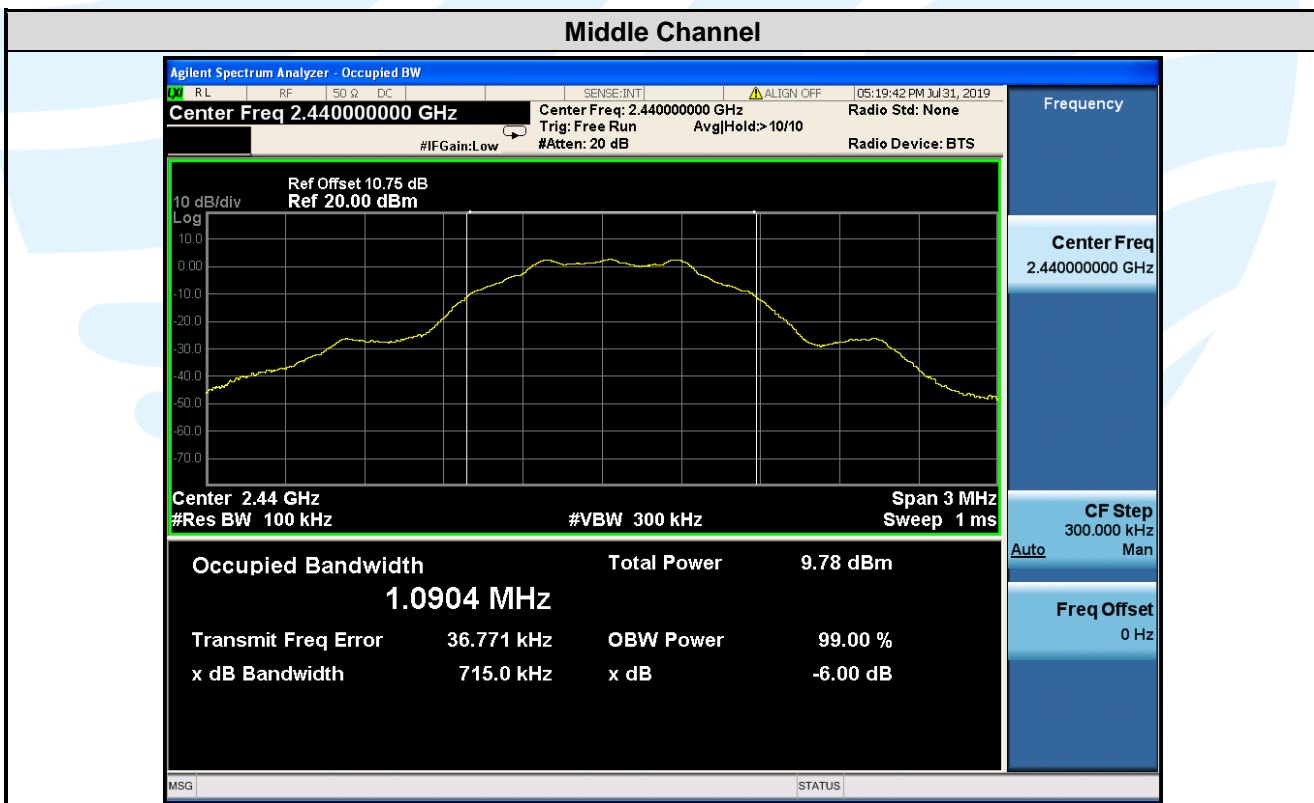 Middle Channel
Agilent Spectrum Analyzer - Occupied BW
LXI RL RF 50 Ω DC SENSE:INT ALIGN OFF 05:19:42 PM Jul 31, 2019
Center Freq 2.440000000 GHz
#IFGain:Low
Center Freq: 2.440000000 GHz
Trig: Free Run Avg|Hold:>10/10
#Atten: 20 dB
Radio Std: None
Radio Device: BTS
Ref Offset 10.75 dB
10 dB/div Ref 20.00 dBm
Log
10.0
0.00
-10.0
-20.0
-30.0
-40.0
-50.0
-60.0
-70.0
Center 2.44 GHz Span 3 MHz
#Res BW 100 kHz #VBW 300 kHz Sweep 1 ms
Occupied Bandwidth Total Power 9.78 dBm
1.0904 MHz
Transmit Freq Error 36.771 kHz OBW Power 99.00 %
x dB Bandwidth 715.0 kHz x dB -6.00 dB
MSG STATUS
Frequency
Center Freq
2.440000000 GHz
CF Step
300.000 kHz
Auto Man
Freq Offset
0 Hz